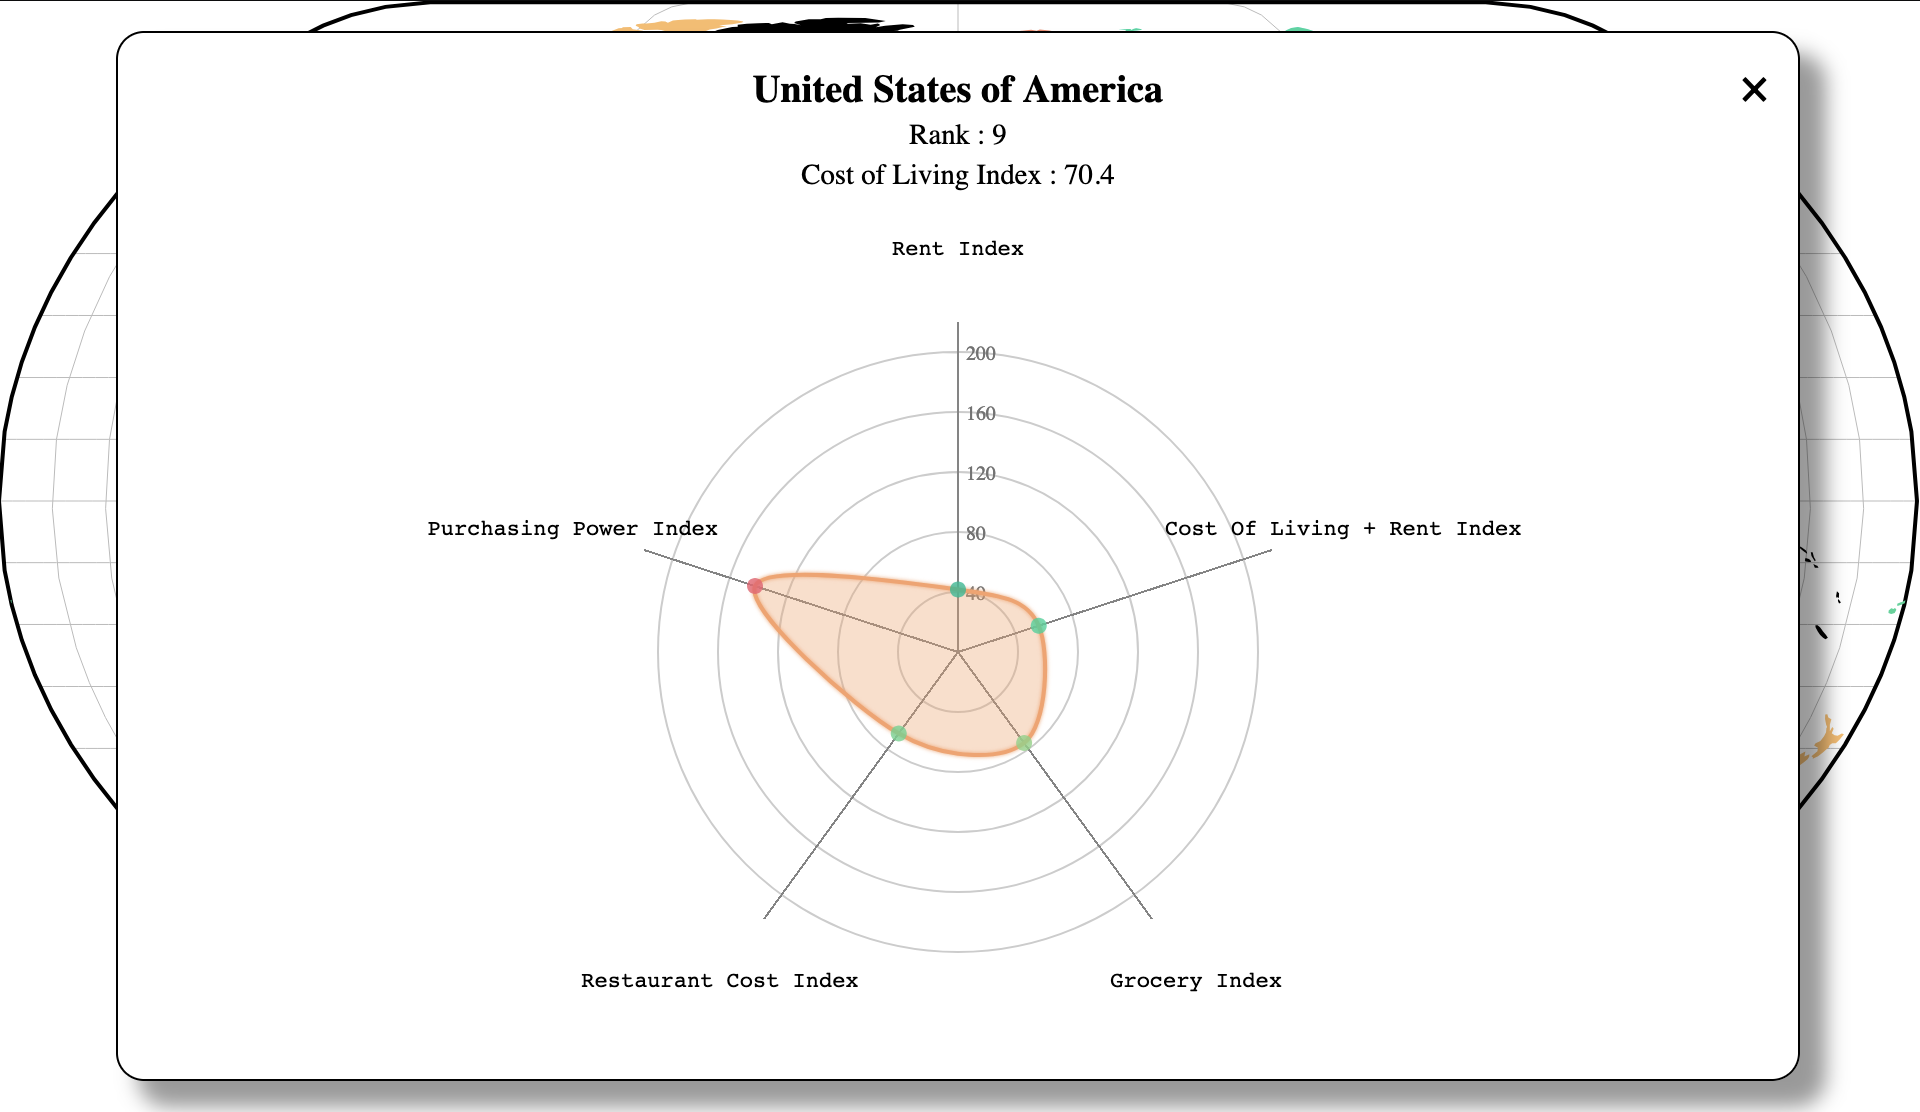 United States of America
×
Rank : 9
Cost of Living Index : 70.4
Rent Index
200
160
120
80
40
Purchasing Power Index
Cost Of Living + Rent Index
Restaurant Cost Index
Grocery Index